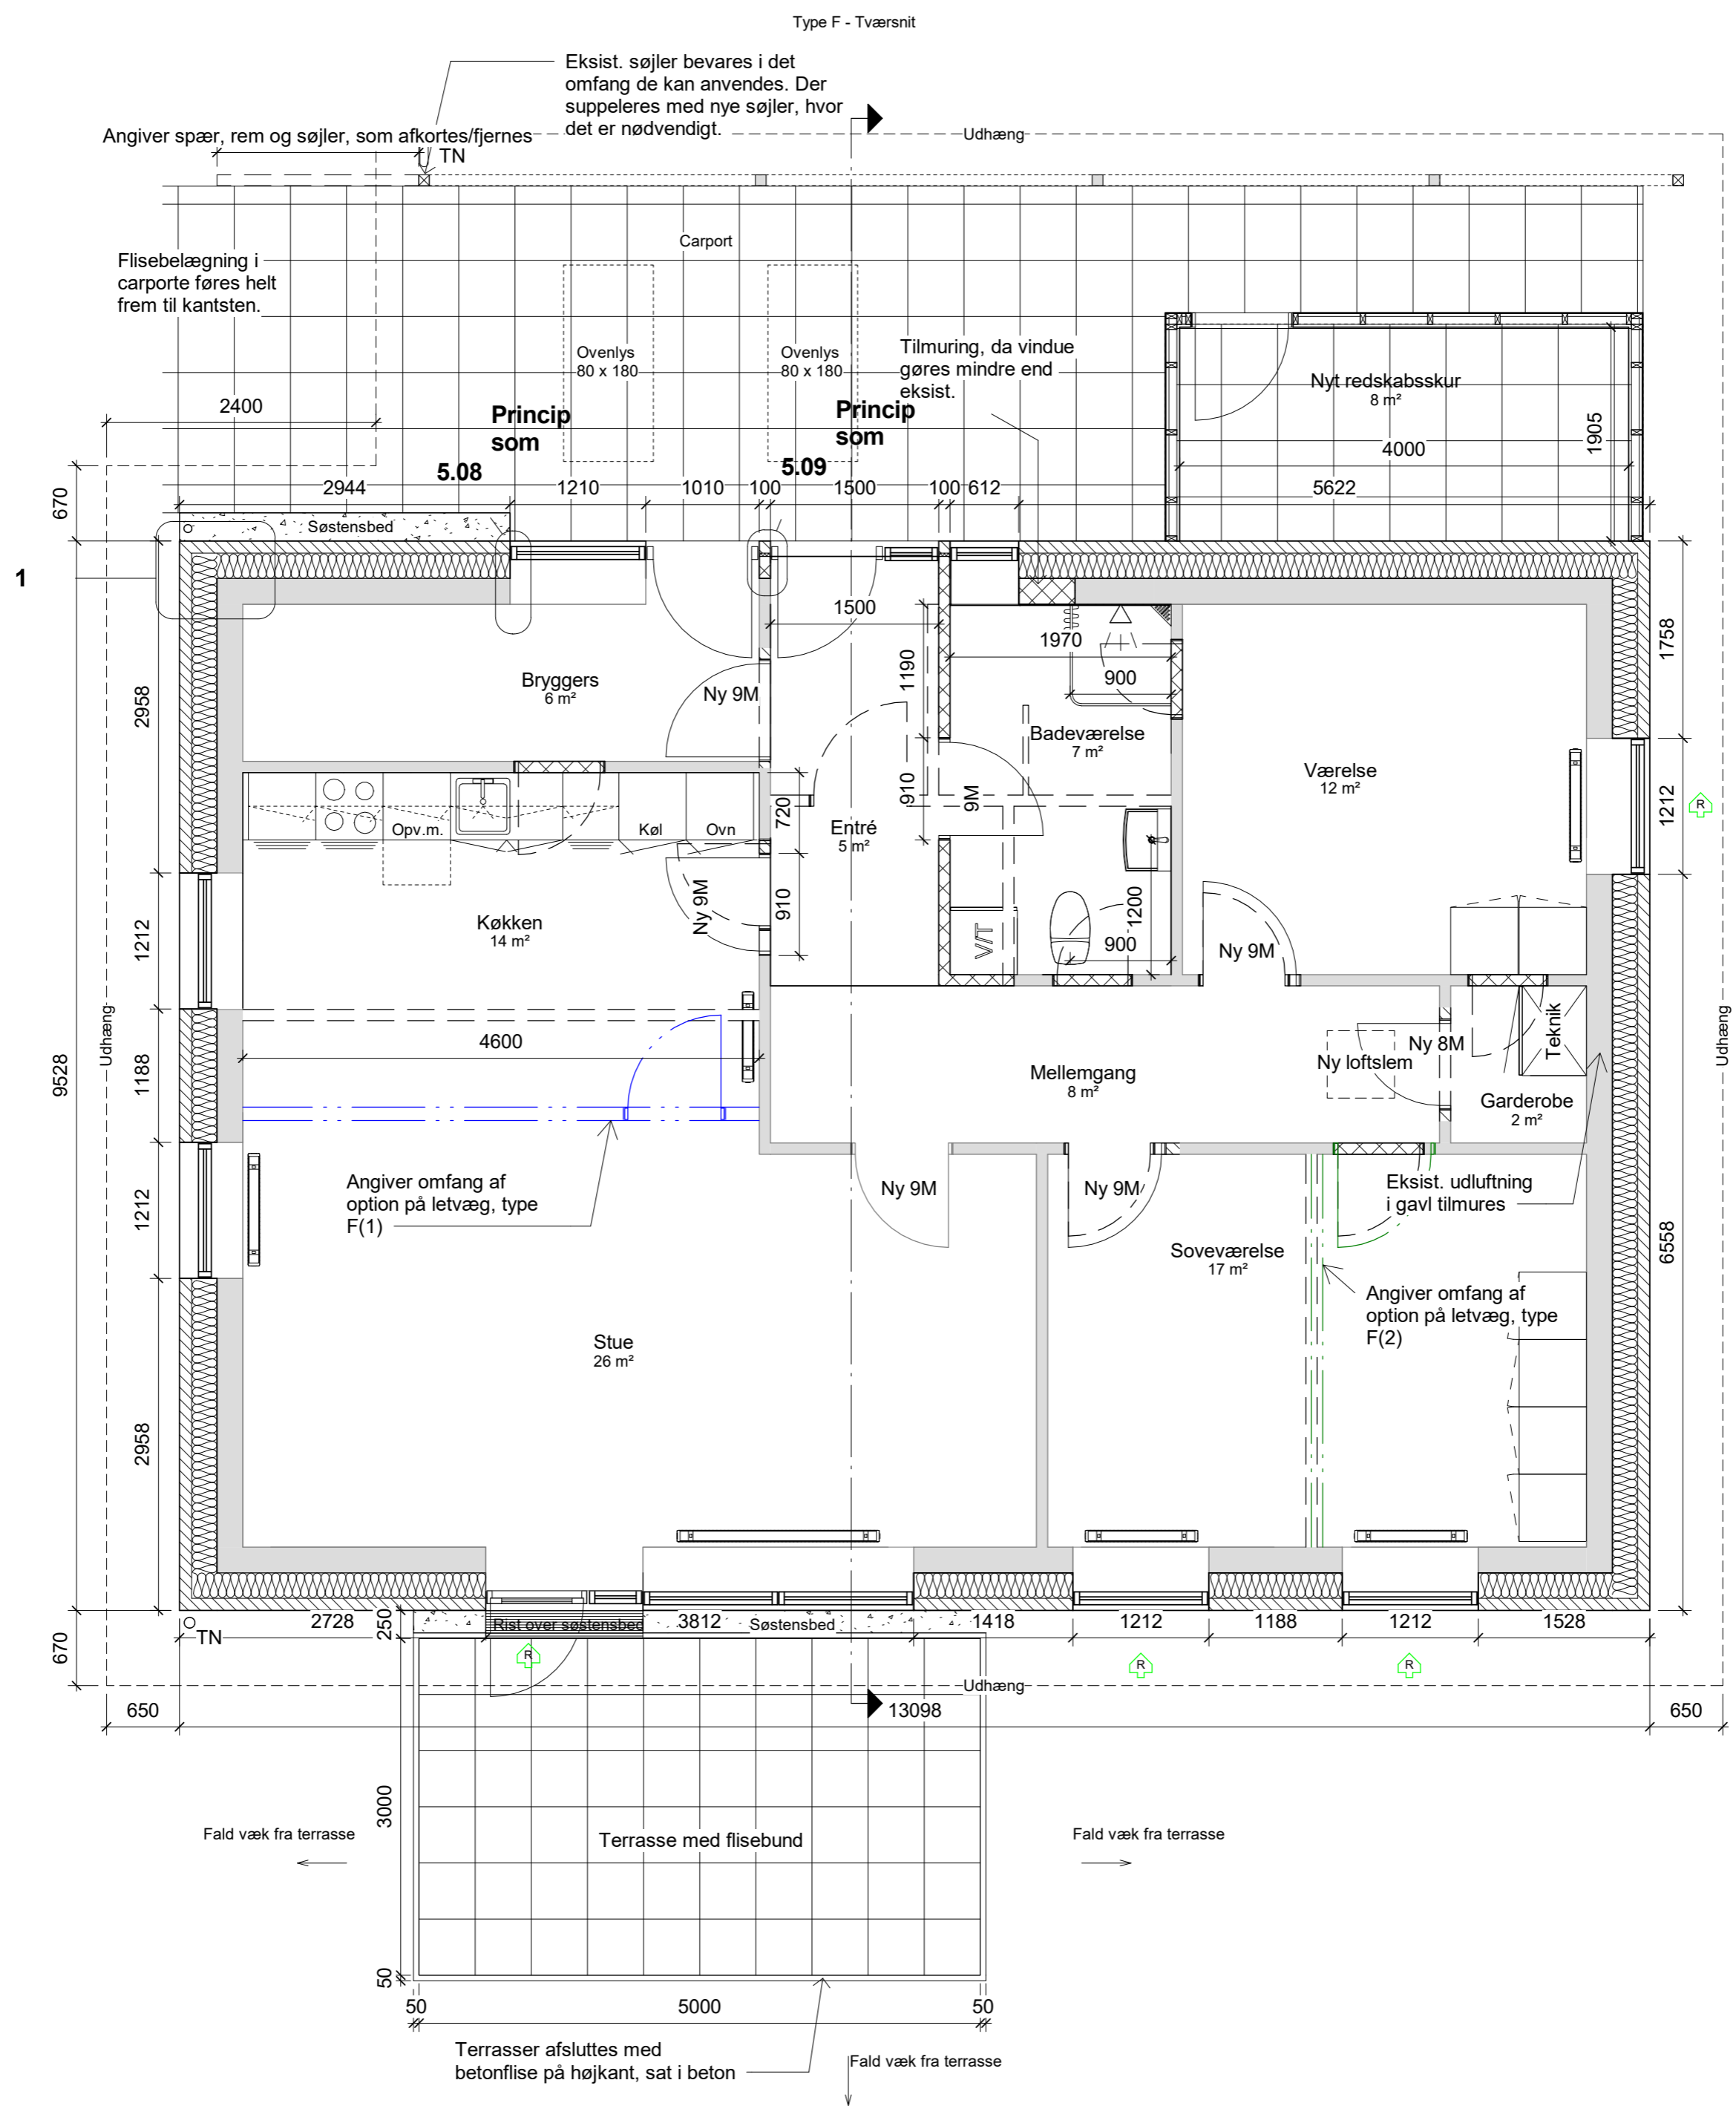 Type F - Tværsnit
Eksist. søjler bevares i det
omfang de kan anvendes. Der
suppeleres med nye søjler, hvor
det er nødvendigt.
Angiver spær, rem og søjler, som afkortes/fjernes
TN
Udhæng
Carport
Flisebelægning i
carporte føres helt
frem til kantsten.
Ovenlys
80 x 180
Ovenlys
80 x 180
Tilmuring, da vindue
gøres mindre end
eksist.
Nyt redskabsskur
8 m²
1905
4000
2400
Princip
som
5.08
Princip
som
5.09
670
2944
1210
1010
100
1500
100
612
5622
Søstensbed
1
1500
1970
1190
900
1758
2958
Bryggers
6 m²
Ny 9M
Badeværelse
7 m²
Værelse
12 m²
910
9M
1212
R
720
Entré
5 m²
Opv.m.
Køl
Ovn
Ny 9M
910
Køkken
14 m²
1212
V/T
1200
900
Ny 9M
Udhæng
9528
4600
1188
Mellemgang
8 m²
Ny loftslem
Ny 8M
Teknik
Garderobe
2 m²
Udhæng
Angiver omfang af
option på letvæg, type
F(1)
1212
Ny 9M
Ny 9M
Eksist. udluftning
i gavl tilmures
6558
Soveværelse
17 m²
Angiver omfang af
option på letvæg, type
F(2)
Stue
26 m²
2958
TN
2728
250
Rist over søstensbed
3812
Søstensbed
1418
1212
1188
1212
1528
670
R
R
R
Udhæng
650
13098
650
3000
Fald væk fra terrasse
Terrasse med flisebund
Fald væk fra terrasse
50
50
5000
50
Terrasser afsluttes med
betonflise på højkant, sat i beton
Fald væk fra terrasse